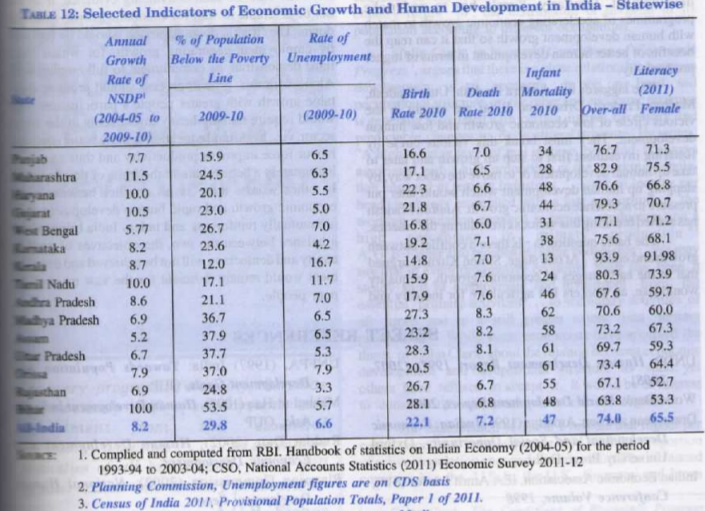 TABLE 12: Selected Indicators of Economic Growth and Human Development in India – Statewise
Annual Growth Rate of NSDP¹ (2004-05 to 2009-10) % of Population Below the Poverty Line 2009-10 Rate of Unemployment (2009-10) Birth Rate 2010 Death Rate 2010 Infant Mortality 2010 Literacy (2011) Over-all Female
Punjab 7.7 15.9 6.5 16.6 7.0 34 76.7 71.3
Maharashtra 11.5 24.5 6.3 17.1 6.5 28 82.9 75.5
Haryana 10.0 20.1 5.5 22.3 6.6 48 76.6 66.8
Gujarat 10.5 23.0 5.0 21.8 6.7 44 79.3 70.7
West Bengal 5.77 26.7 7.0 16.8 6.0 31 77.1 71.2
Karnataka 8.2 23.6 4.2 19.2 7.1 38 75.6 68.1
Kerala 8.7 12.0 16.7 14.8 7.0 13 93.9 91.98
Tamil Nadu 10.0 17.1 11.7 15.9 7.6 24 80.3 73.9
Andhra Pradesh 8.6 21.1 7.0 17.9 7.6 46 67.6 59.7
Madhya Pradesh 6.9 36.7 6.5 27.3 8.3 62 70.6 60.0
Assam 5.2 37.9 6.5 23.2 8.2 58 73.2 67.3
Uttar Pradesh 6.7 37.7 5.3 28.3 8.1 61 69.7 59.3
Orissa 7.9 37.0 7.9 20.5 8.6 61 73.4 64.4
Rajasthan 6.9 24.8 3.3 26.7 6.7 55 67.1 52.7
Bihar 10.0 53.5 5.7 28.1 6.8 48 63.8 53.3
All-India 8.2 29.8 6.6 22.1 7.2 47 74.0 65.5
1. Complied and computed from RBI. Handbook of statistics on Indian Economy (2004-05) for the period
1993-94 to 2003-04; CSO, National Accounts Statistics (2011) Economic Survey 2011-12
2. Planning Commission, Unemployment figures are on CDS basis
3. Census of India 2011, Provisional Population Totals, Paper 1 of 2011.